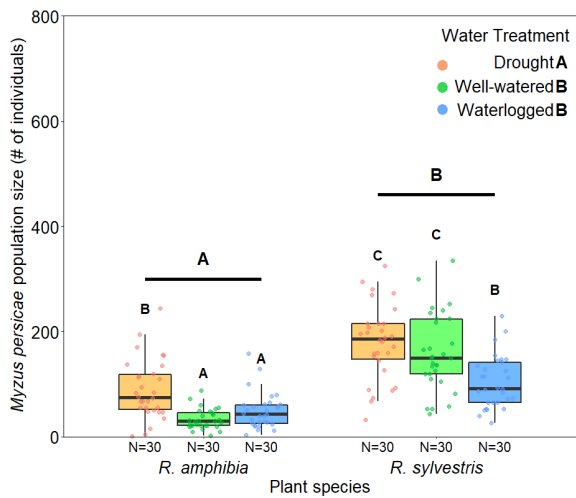 Water Treatment
Drought A
Well-watered B
Waterlogged B
Myzus persicae population size (# of individuals)
800
600
400
200
0
B
A
C
C
B
A
A
B
N=30 N=30 N=30 N=30 N=30 N=30
R. amphibia R. sylvestris
Plant species